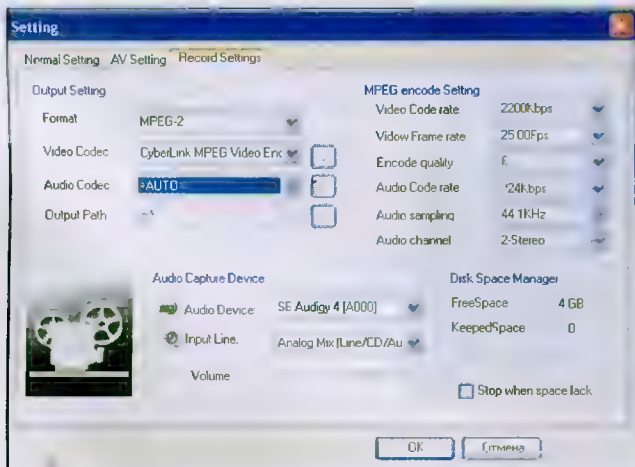 Setting
Normal Setting AV Setting Record Settings
Output Setting
Format MPEG-2
Video Codec CyberLink MPEG Video Enc
Audio Codec <AUTO>
Output Path
MPEG encode Setting
Video Code rate 2200Kbps
Vidow Frame rate 25.00Fps
Encode quality
Audio Code rate
Audio sampling 44.1KHz
Audio channel 2-Stereo
Audio Capture Device
Audio Device: SB Audigy 4 [A000]
Input Line: Analog Mix (Line/CD/Au
Volume
Disk Space Manager
FreeSpace 4 GB
KeepedSpace 0
Stop when space lack
OK Отмена